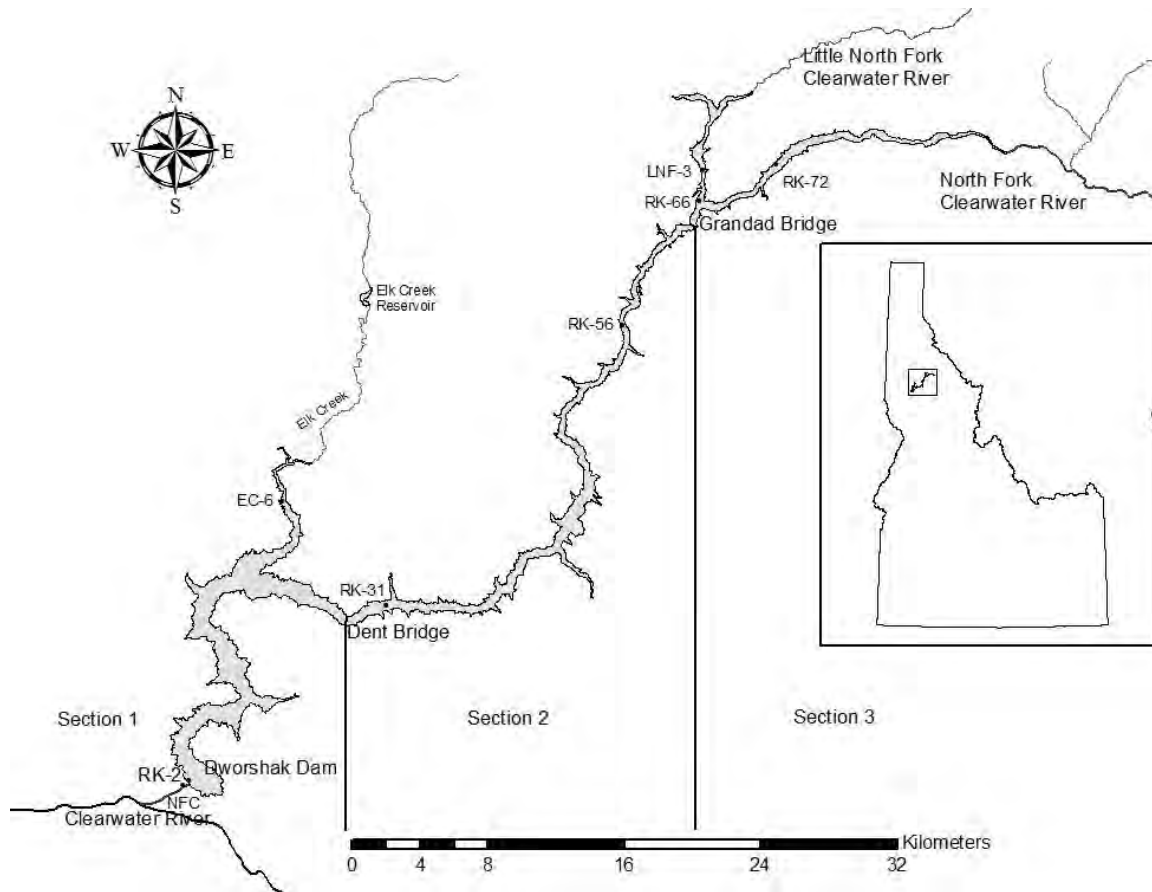 Little North Fork
Clearwater River
N
W
E
S
LNF-3
RK-72
North Fork
Clearwater River
RK-66
Grandad Bridge
Elk Creek
Reservoir
RK-56
Elk Creek
EC-6
RK-31
Dent Bridge
Section 1
Section 2
Section 3
Dworshak Dam
RK-2
NFC
Clearwater River
Kilometers
0 4 8 16 24 32